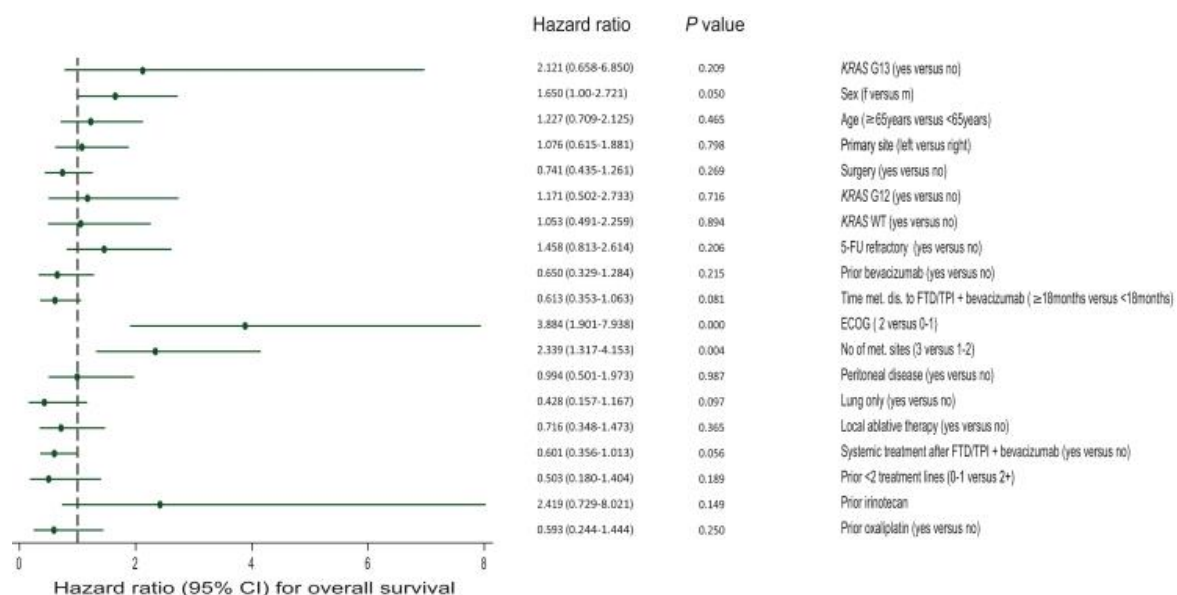 Hazard ratio P value
2.121 (0.658-6.850) 0.209 KRAS G13 (yes versus no)
1.650 (1.00-2.721) 0.050 Sex (f versus m)
1.227 (0.709-2.125) 0.465 Age (≥65years versus <65years)
1.076 (0.615-1.881) 0.798 Primary site (left versus right)
0.741 (0.435-1.261) 0.269 Surgery (yes versus no)
1.171 (0.502-2.733) 0.716 KRAS G12 (yes versus no)
1.053 (0.491-2.259) 0.894 KRAS WT (yes versus no)
1.458 (0.813-2.614) 0.206 5-FU refractory (yes versus no)
0.650 (0.329-1.284) 0.215 Prior bevacizumab (yes versus no)
0.613 (0.353-1.063) 0.081 Time met. dis. to FTD/TPI + bevacizumab ( ≥18months versus <18months)
3.884 (1.901-7.938) 0.000 ECOG ( 2 versus 0-1)
2.339 (1.317-4.153) 0.004 No of met. sites (3 versus 1-2)
0.994 (0.501-1.973) 0.987 Peritoneal disease (yes versus no)
0.428 (0.157-1.167) 0.097 Lung only (yes versus no)
0.716 (0.348-1.473) 0.365 Local ablative therapy (yes versus no)
0.601 (0.356-1.013) 0.056 Systemic treatment after FTD/TPI + bevacizumab (yes versus no)
0.503 (0.180-1.404) 0.189 Prior <2 treatment lines (0-1 versus 2+)
2.419 (0.729-8.021) 0.149 Prior irinotecan
0.593 (0.244-1.444) 0.250 Prior oxaliplatin (yes versus no)
0 2 4 6 8
Hazard ratio (95% CI) for overall survival